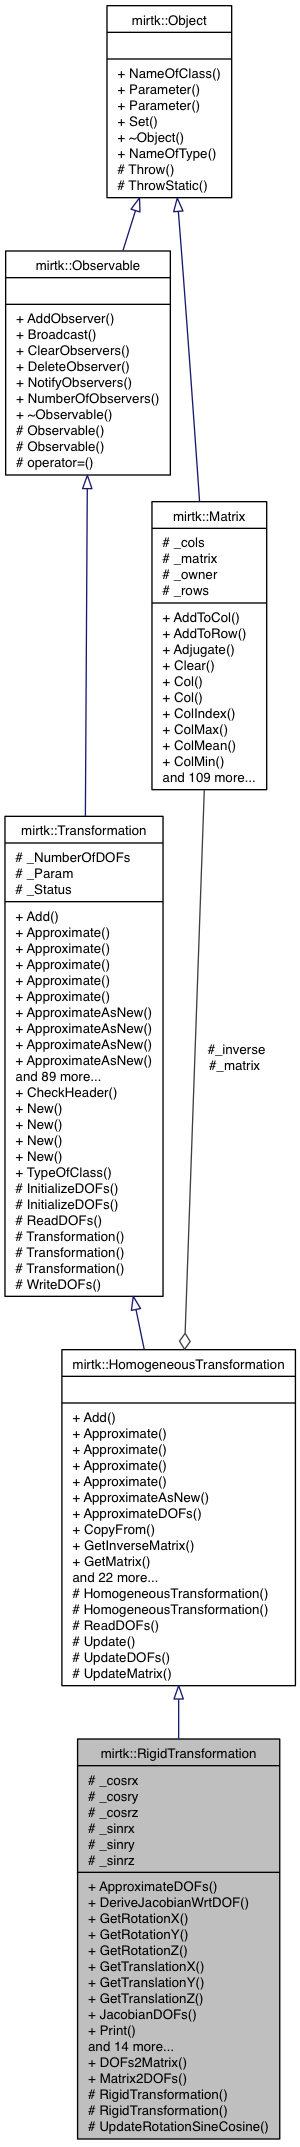 mirtk::Object
+ NameOfClass()
+ Parameter()
+ Parameter()
+ Set()
+ ~Object()
+ NameOfType()
# Throw()
# ThrowStatic()
mirtk::Observable
+ AddObserver()
+ Broadcast()
+ ClearObservers()
+ DeleteObserver()
+ NotifyObservers()
+ NumberOfObservers()
+ ~Observable()
# Observable()
# Observable()
# operator=()
mirtk::Matrix
# _cols
# _matrix
# _owner
# _rows
+ AddToCol()
+ AddToRow()
+ Adjugate()
+ Clear()
+ Col()
+ Col()
+ ColIndex()
+ ColMax()
+ ColMean()
+ ColMin()
and 109 more...
mirtk::Transformation
# _NumberOfDOFs
# _Param
# _Status
+ Add()
+ Approximate()
+ Approximate()
+ Approximate()
+ Approximate()
+ Approximate()
+ ApproximateAsNew()
+ ApproximateAsNew()
+ ApproximateAsNew()
+ ApproximateAsNew()
and 89 more...
+ CheckHeader()
+ New()
+ New()
+ New()
+ New()
+ TypeOfClass()
# InitializeDOFs()
# InitializeDOFs()
# ReadDOFs()
# Transformation()
# Transformation()
# Transformation()
# WriteDOFs()
#_inverse
#_matrix
mirtk::HomogeneousTransformation
+ Add()
+ Approximate()
+ Approximate()
+ Approximate()
+ Approximate()
+ ApproximateAsNew()
+ ApproximateDOFs()
+ CopyFrom()
+ GetInverseMatrix()
+ GetMatrix()
and 22 more...
# HomogeneousTransformation()
# HomogeneousTransformation()
# ReadDOFs()
# Update()
# UpdateDOFs()
# UpdateMatrix()
mirtk::RigidTransformation
# _cosrx
# _cosry
# _cosrz
# _sinrx
# _sinry
# _sinrz
+ ApproximateDOFs()
+ DeriveJacobianWrtDOF()
+ GetRotationX()
+ GetRotationY()
+ GetRotationZ()
+ GetTranslationX()
+ GetTranslationY()
+ GetTranslationZ()
+ JacobianDOFs()
+ Print()
and 14 more...
+ DOFs2Matrix()
+ Matrix2DOFs()
# RigidTransformation()
# RigidTransformation()
# UpdateRotationSineCosine()